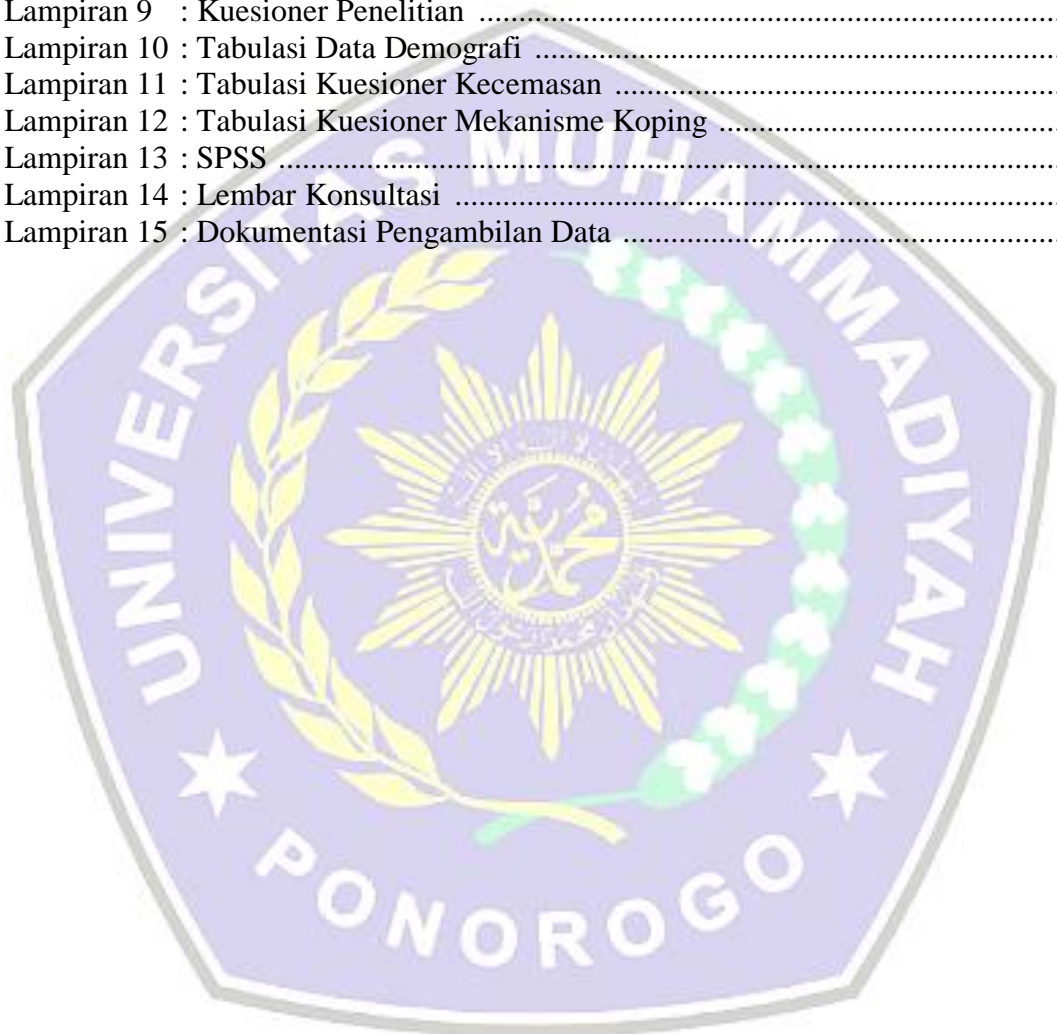 Lampiran 9 : Kuesioner Penelitian ....................................................................................
Lampiran 10 : Tabulasi Data Demografi ..........................................................................
Lampiran 11 : Tabulasi Kuesioner Kecemasan ..............................................................
Lampiran 12 : Tabulasi Kuesioner Mekanisme Koping ................................................
Lampiran 13 : SPSS ..........................................................................................................
Lampiran 14 : Lembar Konsultasi ....................................................................................
Lampiran 15 : Dokumentasi Pengambilan Data ............................................................
UNIVERSITAS MUHAMMADIYAH
محمدية
PONOROGO